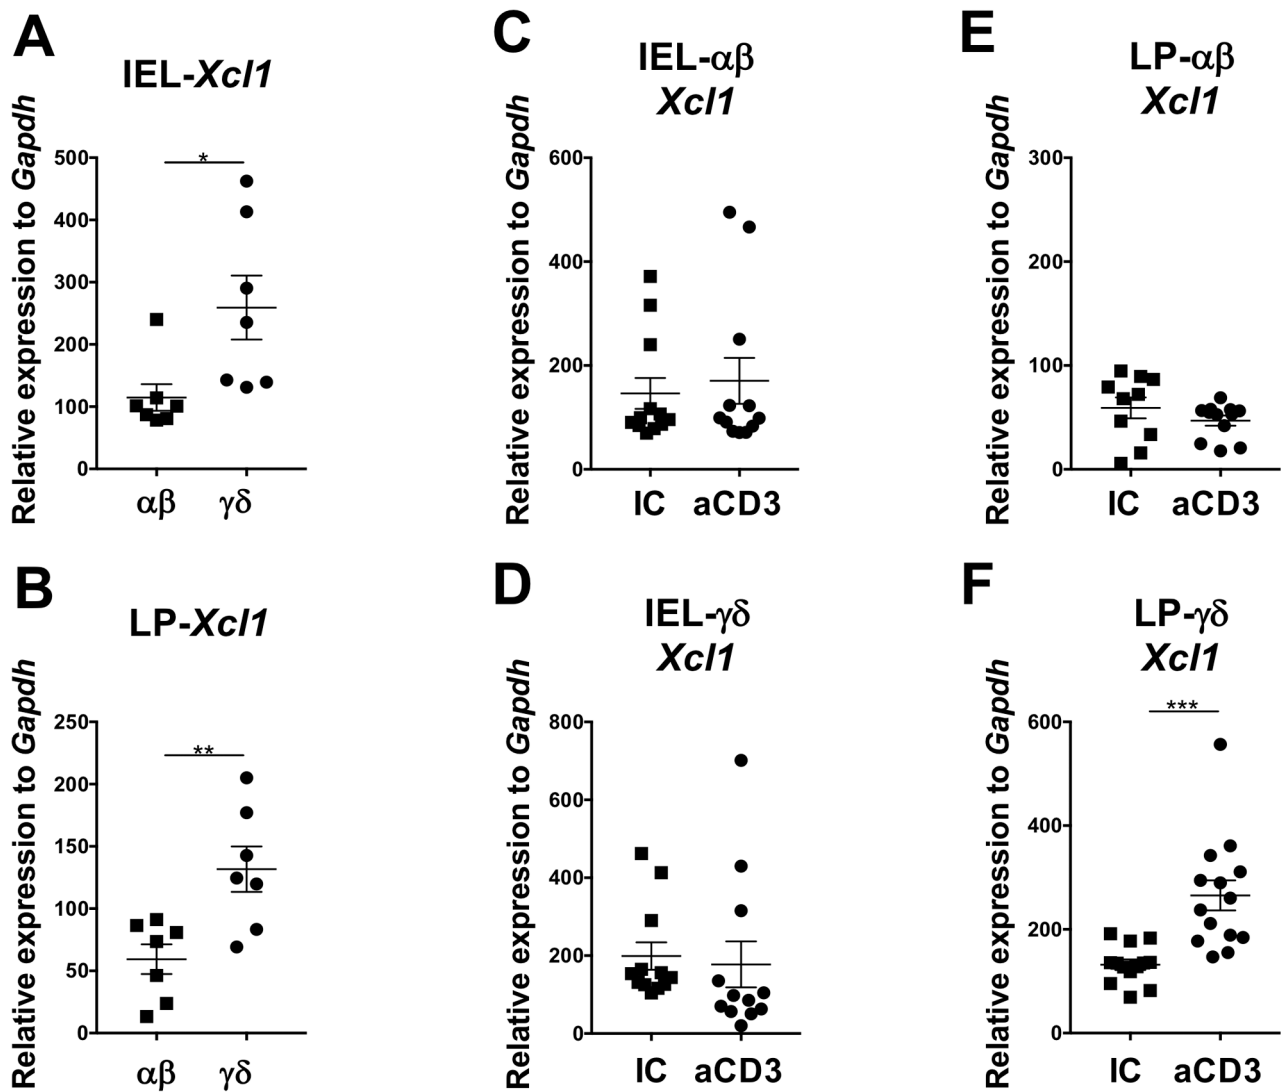 A
IEL-Xcl1
Relative expression to Gapdh
500
400
300
200
100
0
*
αβ
γδ
B
LP-Xcl1
Relative expression to Gapdh
250
200
150
100
50
0
**
αβ
γδ
C
IEL-αβ
Xcl1
Relative expression to Gapdh
600
400
200
0
IC
aCD3
D
IEL-γδ
Xcl1
Relative expression to Gapdh
800
600
400
200
0
IC
aCD3
E
LP-αβ
Xcl1
Relative expression to Gapdh
300
200
100
0
IC
aCD3
F
LP-γδ
Xcl1
Relative expression to Gapdh
600
400
200
0
***
IC
aCD3